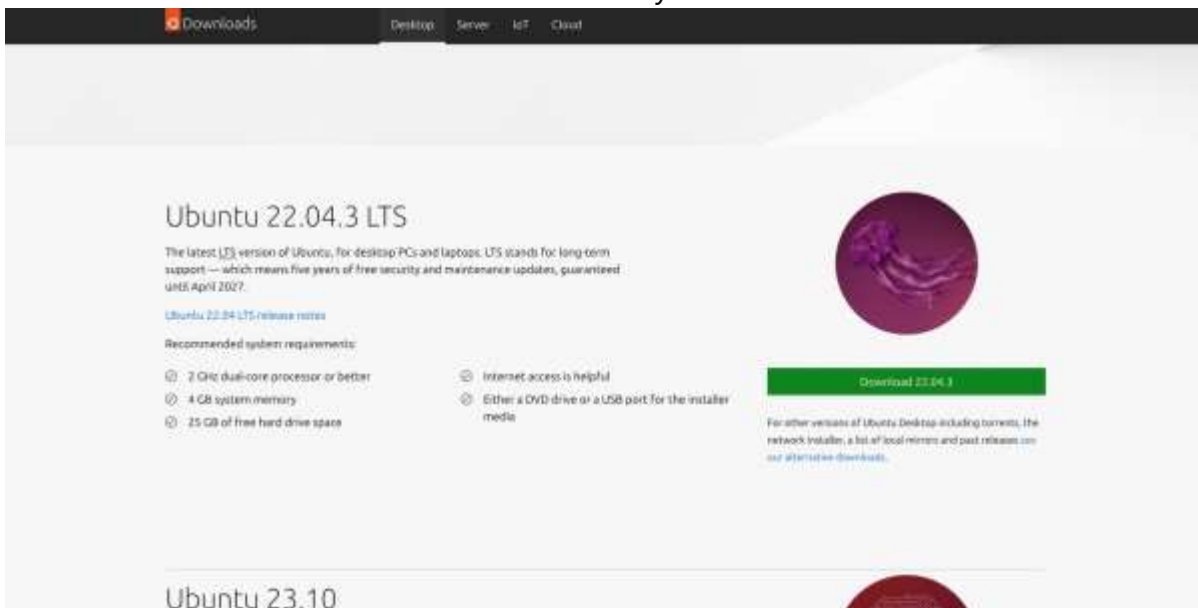 y
Downloads
Desktop Server IoT Cloud
Ubuntu 22.04.3 LTS
The latest LTS version of Ubuntu, for desktop PCs and laptops. LTS stands for long-term
support — which means five years of free security and maintenance updates, guaranteed
until April 2027.
Ubuntu 22.04 LTS release notes
Recommended system requirements:
2 GHz dual-core processor or better
4 GB system memory
25 GB of free hard drive space
Internet access is helpful
Either a DVD drive or a USB port for the installer
media
Download 22.04.3
For other versions of Ubuntu Desktop including torrents, the
network installer, a list of local mirrors and past releases see
our alternative downloads.
Ubuntu 23.10